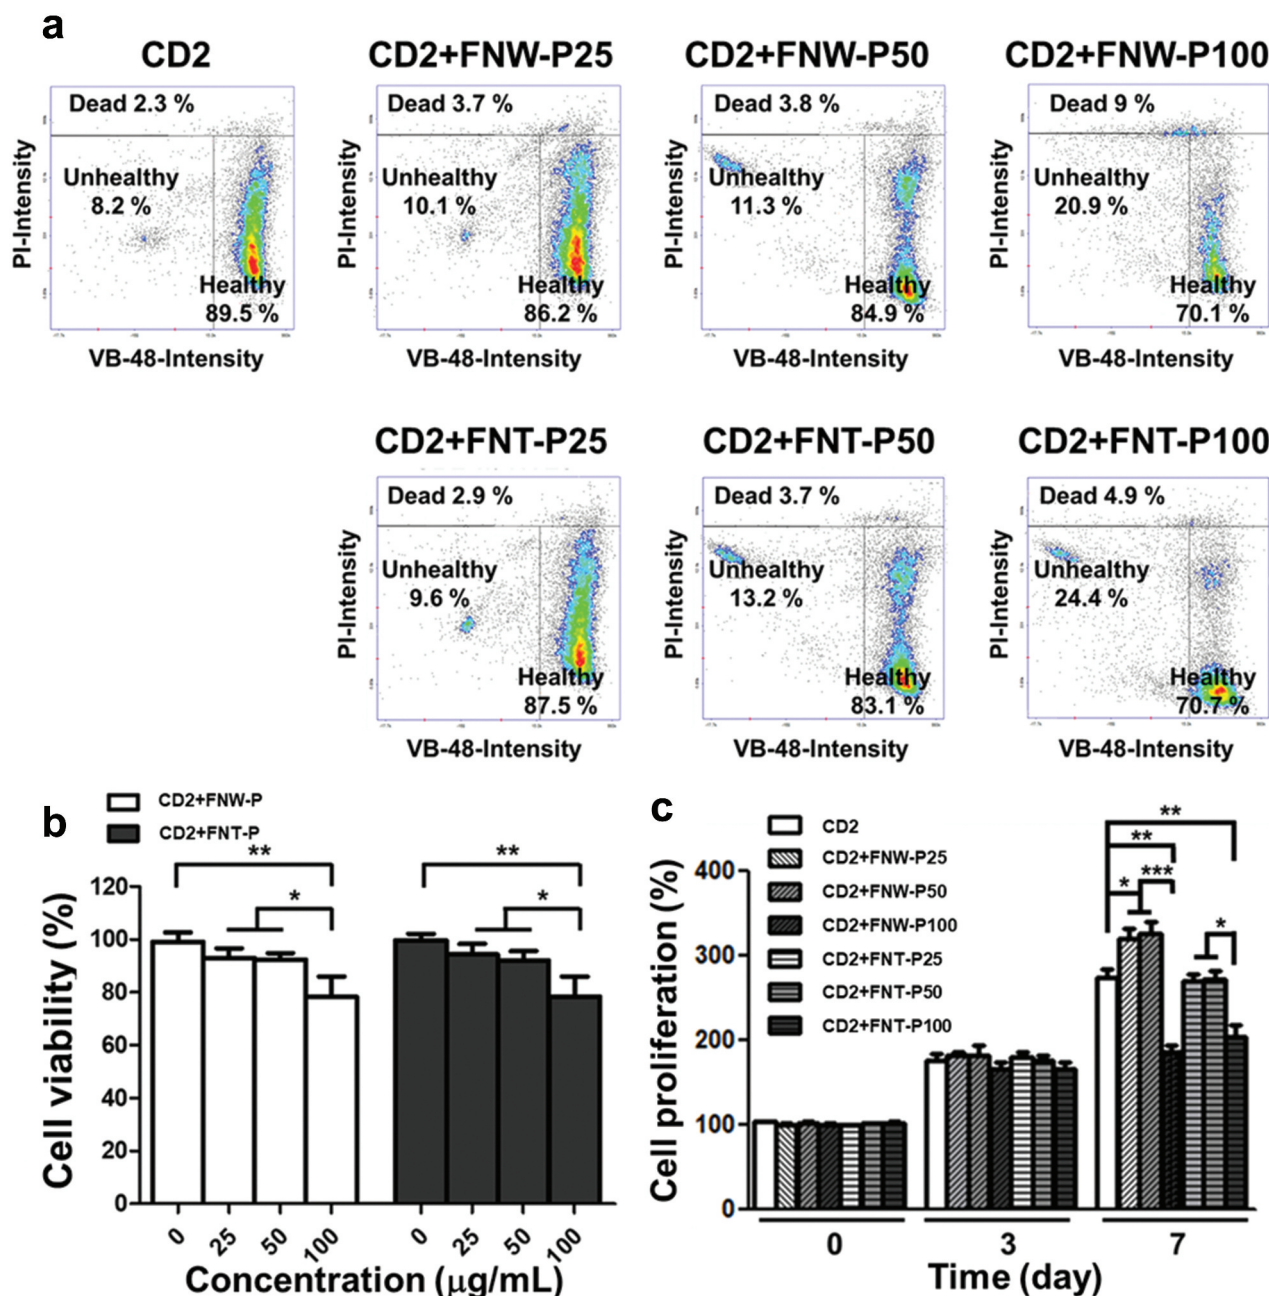 a
CD2
CD2+FNW-P25
CD2+FNW-P50
CD2+FNW-P100
Dead 2.3 %
Unhealthy
8.2 %
Healthy
89.5 %
PI-Intensity
VB-48-Intensity
Dead 3.7 %
Unhealthy
10.1 %
Healthy
86.2 %
PI-Intensity
VB-48-Intensity
Dead 3.8 %
Unhealthy
11.3 %
Healthy
84.9 %
PI-Intensity
VB-48-Intensity
Dead 9 %
Unhealthy
20.9 %
Healthy
70.1 %
PI-Intensity
VB-48-Intensity
CD2+FNT-P25
CD2+FNT-P50
CD2+FNT-P100
Dead 2.9 %
Unhealthy
9.6 %
Healthy
87.5 %
PI-Intensity
VB-48-Intensity
Dead 3.7 %
Unhealthy
13.2 %
Healthy
83.1 %
PI-Intensity
VB-48-Intensity
Dead 4.9 %
Unhealthy
24.4 %
Healthy
70.7 %
PI-Intensity
VB-48-Intensity
b
CD2+FNW-P
CD2+FNT-P
** **
* *
Cell viability (%)
120
100
80
60
40
20
0
0 25 50 100 0 25 50 100
Concentration (μg/mL)
c
CD2
CD2+FNW-P25
CD2+FNW-P50
CD2+FNW-P100
CD2+FNT-P25
CD2+FNT-P50
CD2+FNT-P100
**
**
* ***
*
Cell proliferation (%)
400
300
200
100
0
0 3 7
Time (day)